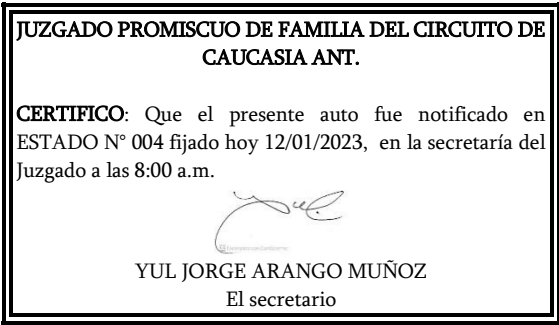 JUZGADO PROMISCUO DE FAMILIA DEL CIRCUITO DE
CAUCASIA ANT.
CERTIFICO: Que el presente auto fue notificado en
ESTADO N° 004 fijado hoy 12/01/2023, en la secretaría del
Juzgado a las 8:00 a.m.
YUL JORGE ARANGO MUÑOZ
El secretario